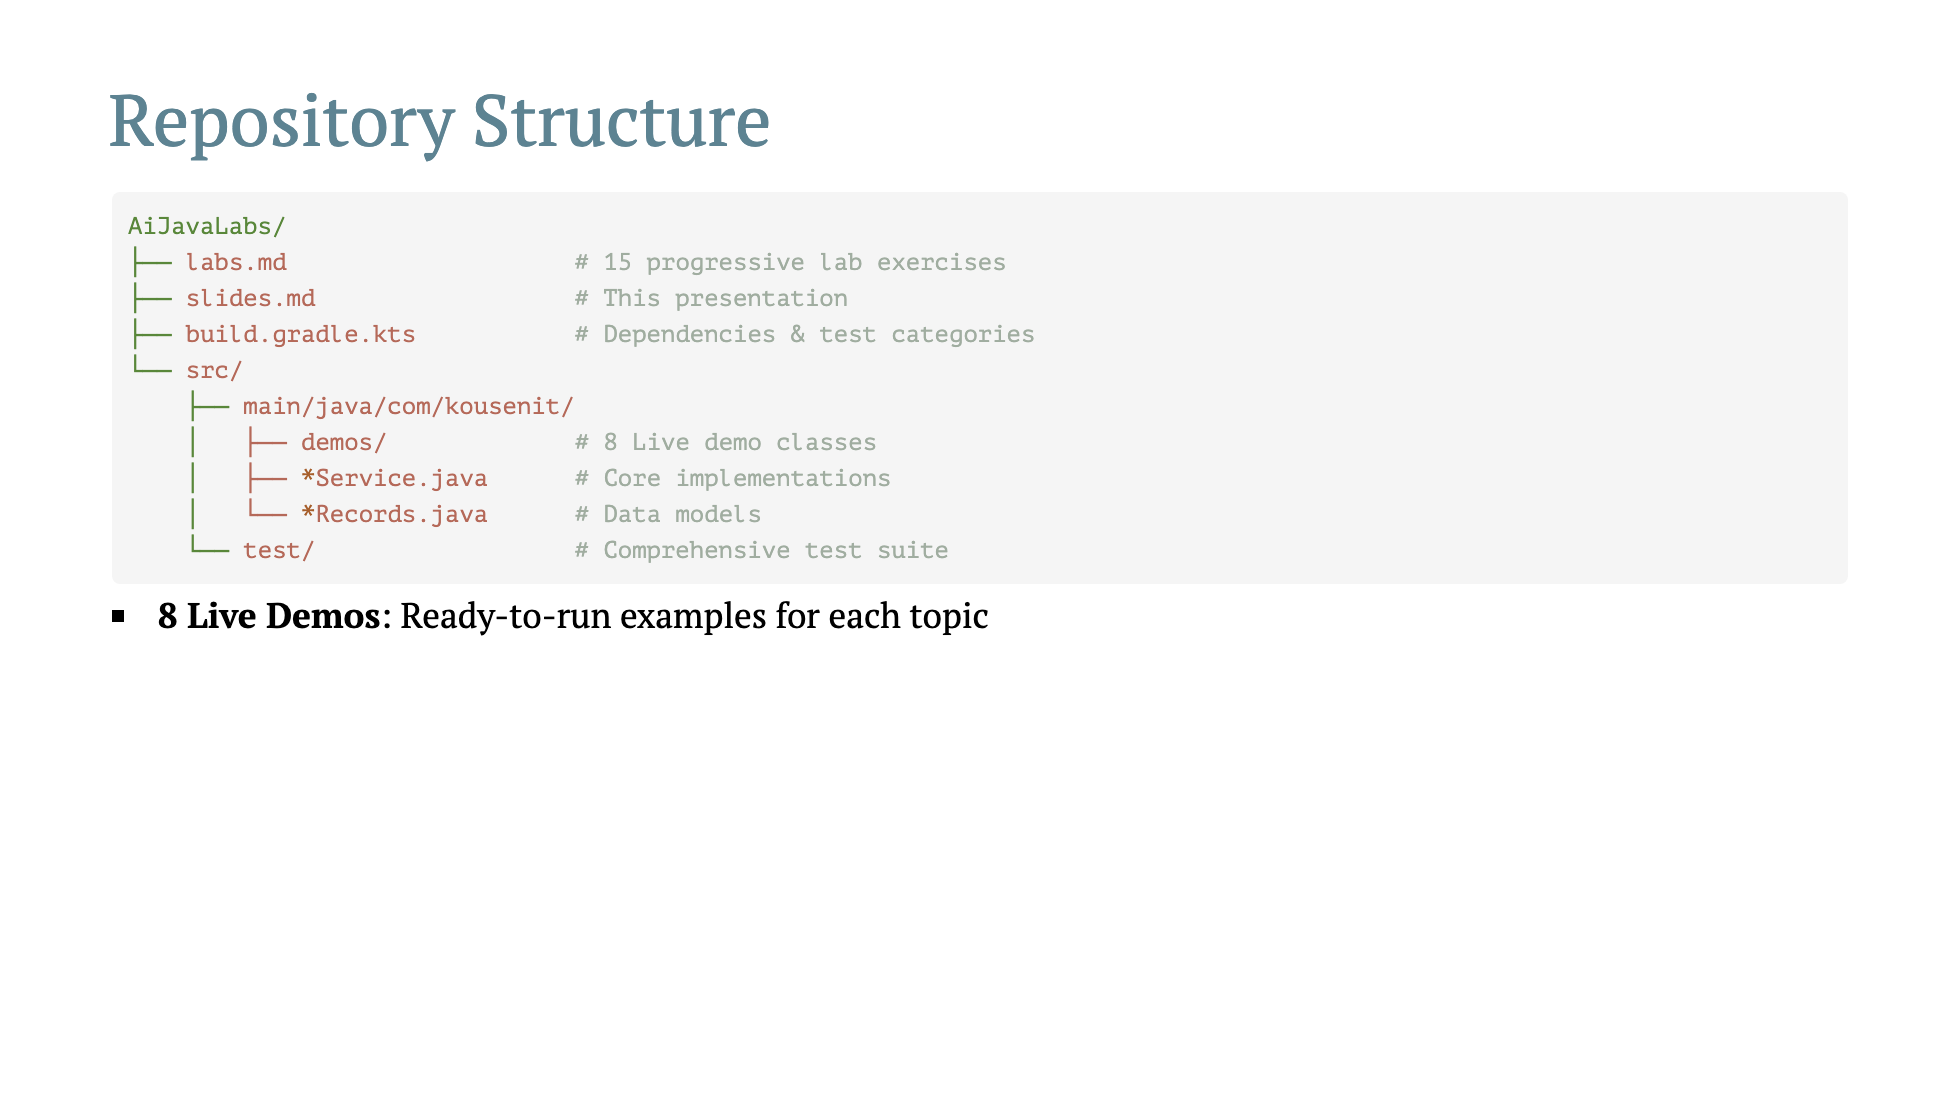 Repository Structure
AiJavaLabs/
├── labs.md                    # 15 progressive lab exercises
├── slides.md                  # This presentation
├── build.gradle.kts           # Dependencies & test categories
└── src/
    ├── main/java/com/kousenit/
    │   ├── demos/             # 8 Live demo classes
    │   ├── *Service.java      # Core implementations
    │   └── *Records.java      # Data models
    └── test/                  # Comprehensive test suite
▪ 8 Live Demos: Ready-to-run examples for each topic